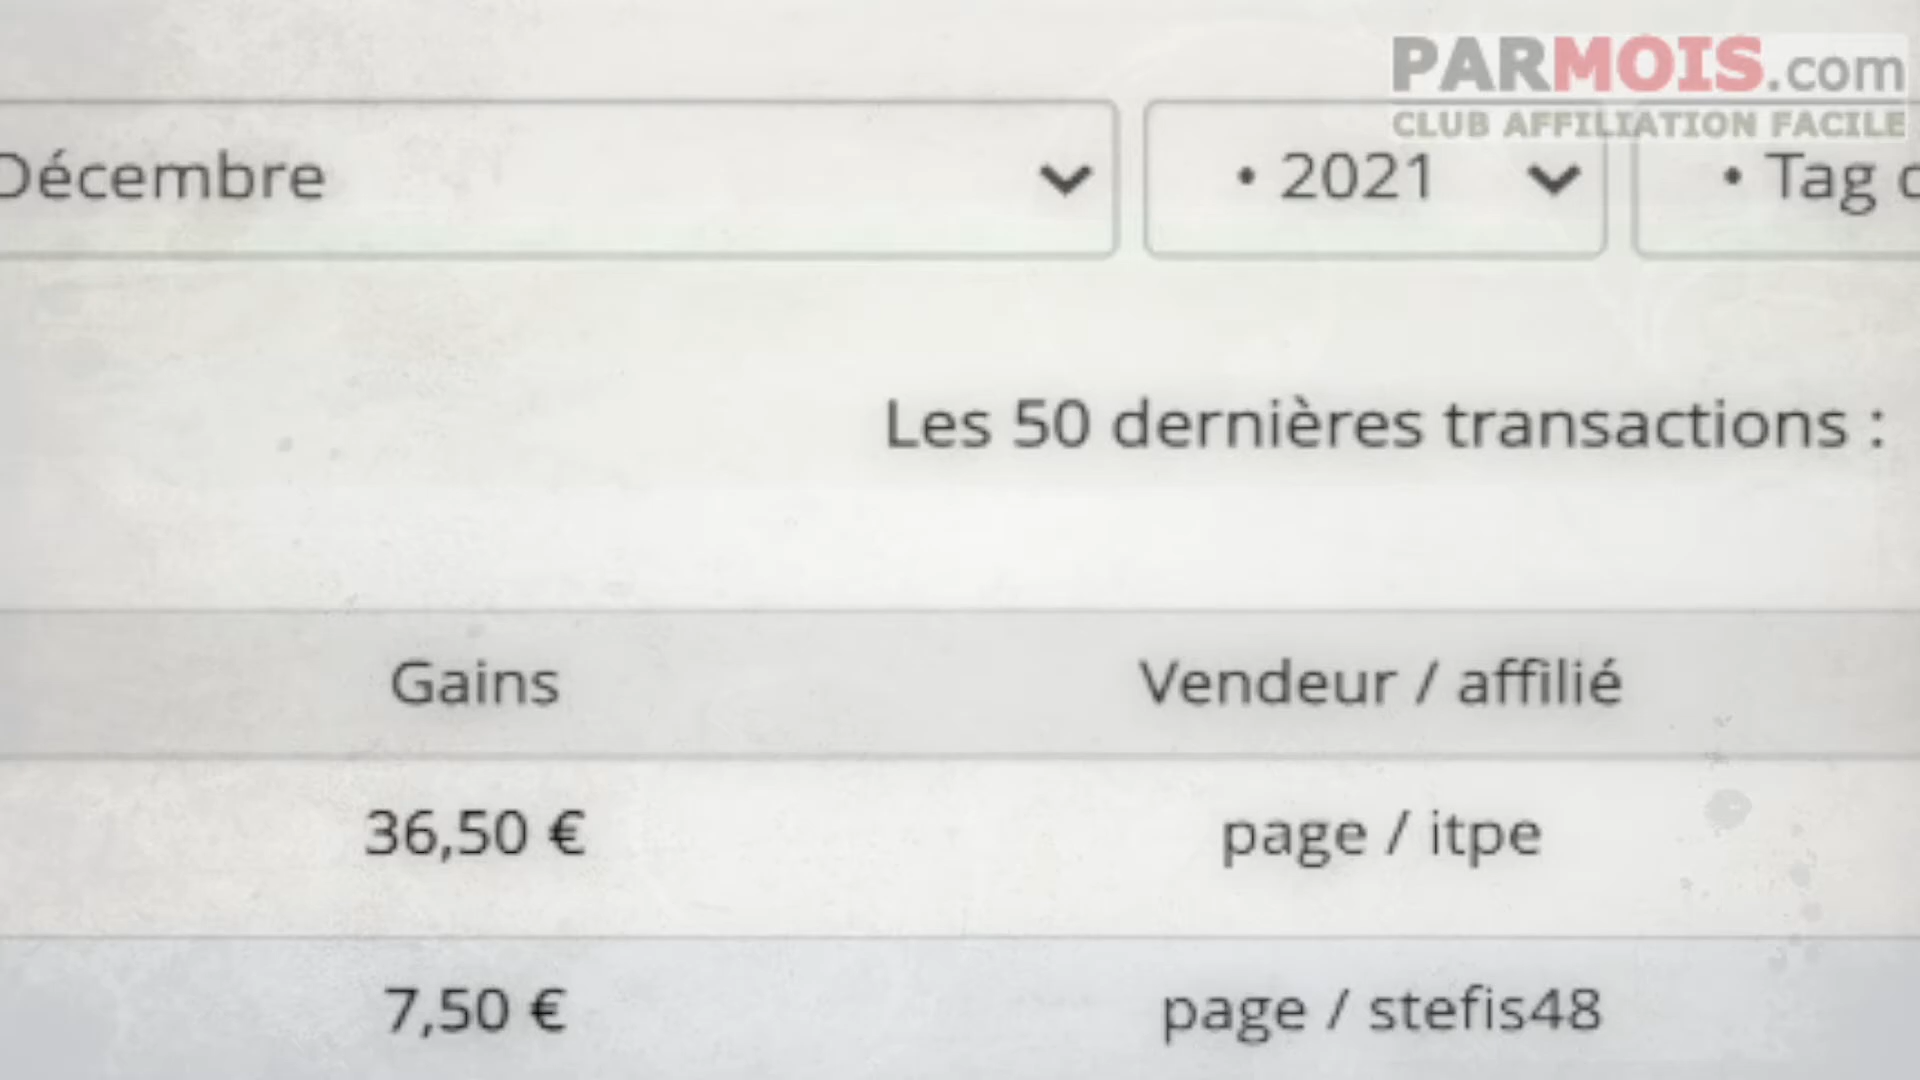 PARMOIS.com
CLUB AFFILIATION FACILE
Décembre
• 2021
• Tag
Les 50 dernières transactions :
Gains Vendeur / affilié
36,50 € page / itpe
7,50 € page / stefis48